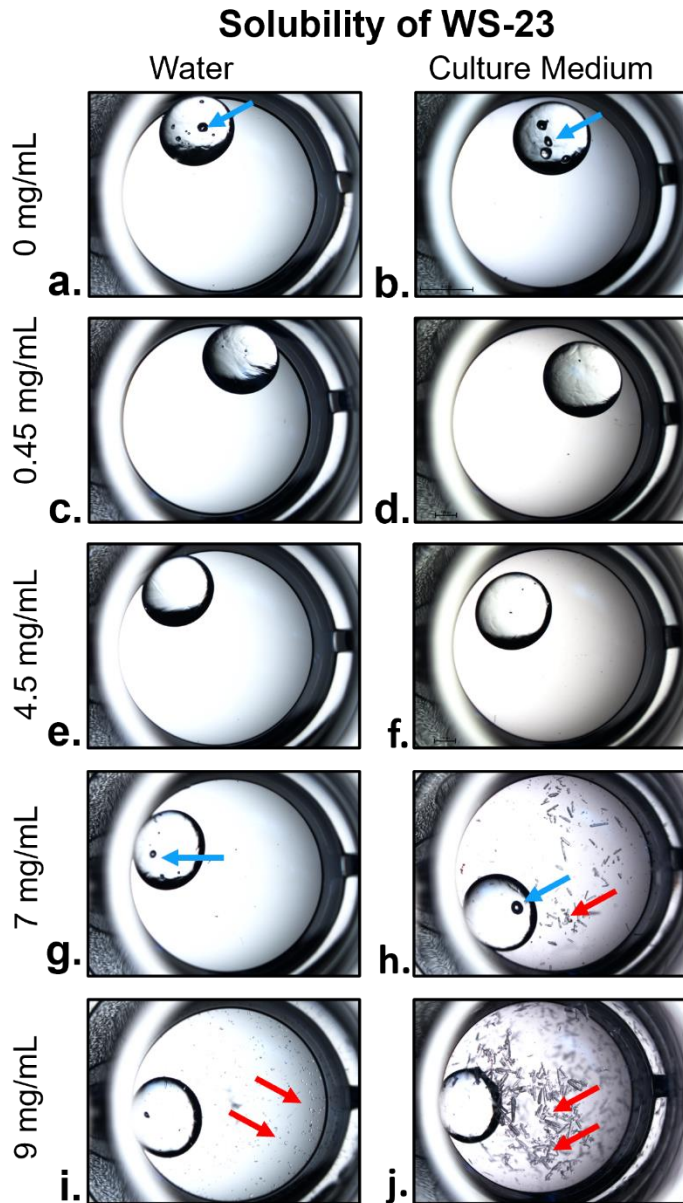 Solubility of WS-23
Water Culture Medium
0 mg/mL
a. b.
0.45 mg/mL
c. d.
4.5 mg/mL
e. f.
7 mg/mL
g. h.
9 mg/mL
i. j.